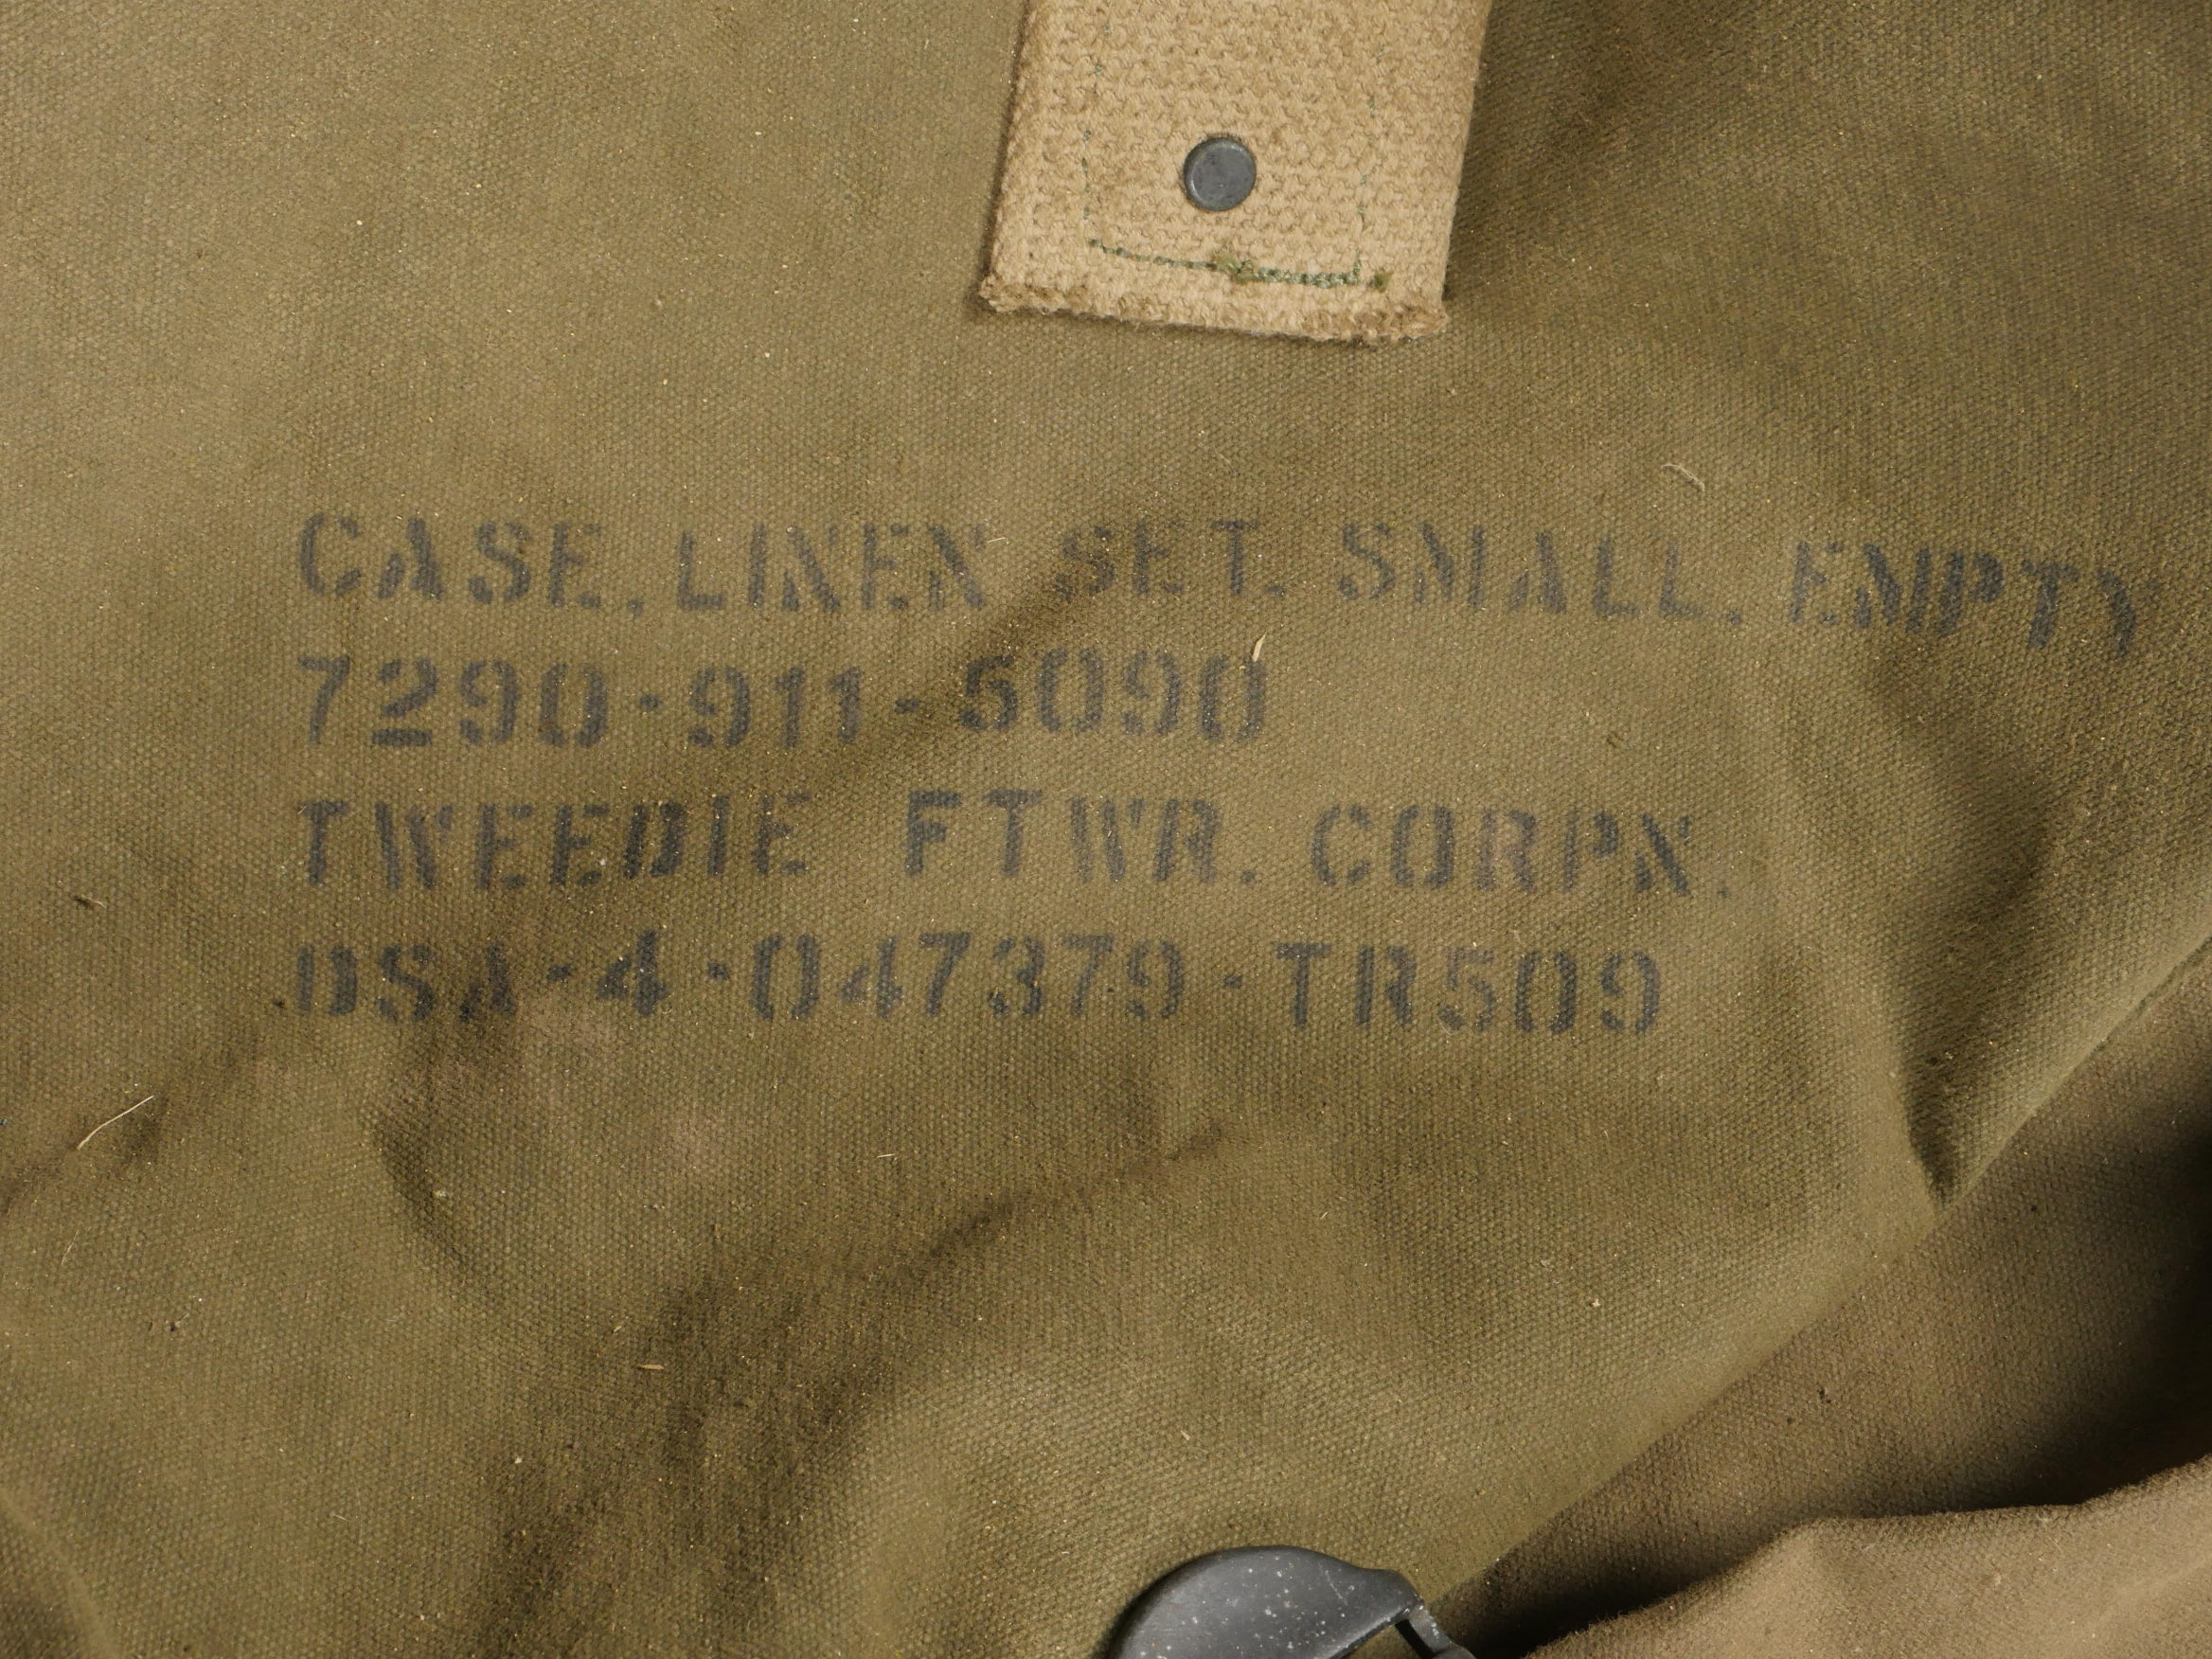 CASE, LINEN SET. SMALL. EMPTY
7290-911-5090
TWEEDIE FTWR. CORPN.
DSA-4-047379-TR509